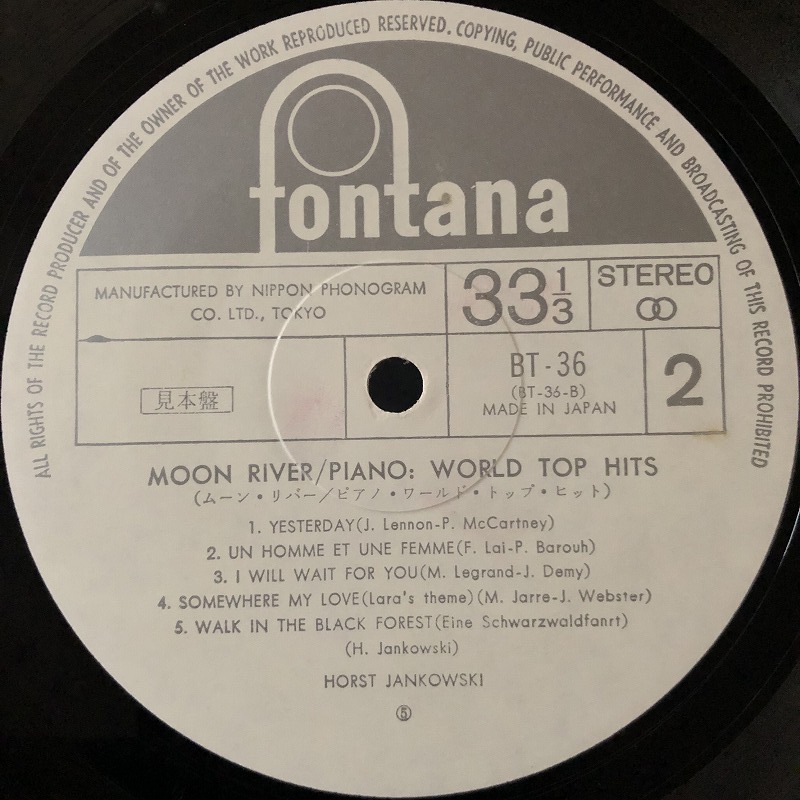 ALL RIGHTS OF THE RECORD PRODUCER AND OF THE OWNER OF THE WORK REPRODUCED RESERVED. COPYING, PUBLIC PERFORMANCE AND BROADCASTING OF THIS RECORD PROHIBITED
fontana
MANUFACTURED BY NIPPON PHONOGRAM
CO. LTD., TOKYO
33 1/3
STEREO
見本盤
BT-36
(BT-36-B)
MADE IN JAPAN
2
MOON RIVER/PIANO: WORLD TOP HITS
(ムーン・リバー/ピアノ・ワールド・トップ・ヒット)
1. YESTERDAY(J. Lennon-P. McCartney)
2. UN HOMME ET UNE FEMME(F. Lai-P. Barouh)
3. I WILL WAIT FOR YOU(M. Legrand-J. Demy)
4. SOMEWHERE MY LOVE(Lara's theme)(M. Jarre-J. Webster)
5. WALK IN THE BLACK FOREST(Eine Schwarzwaldfanrt)
(H. Jankowski)
HORST JANKOWSKI
⑤